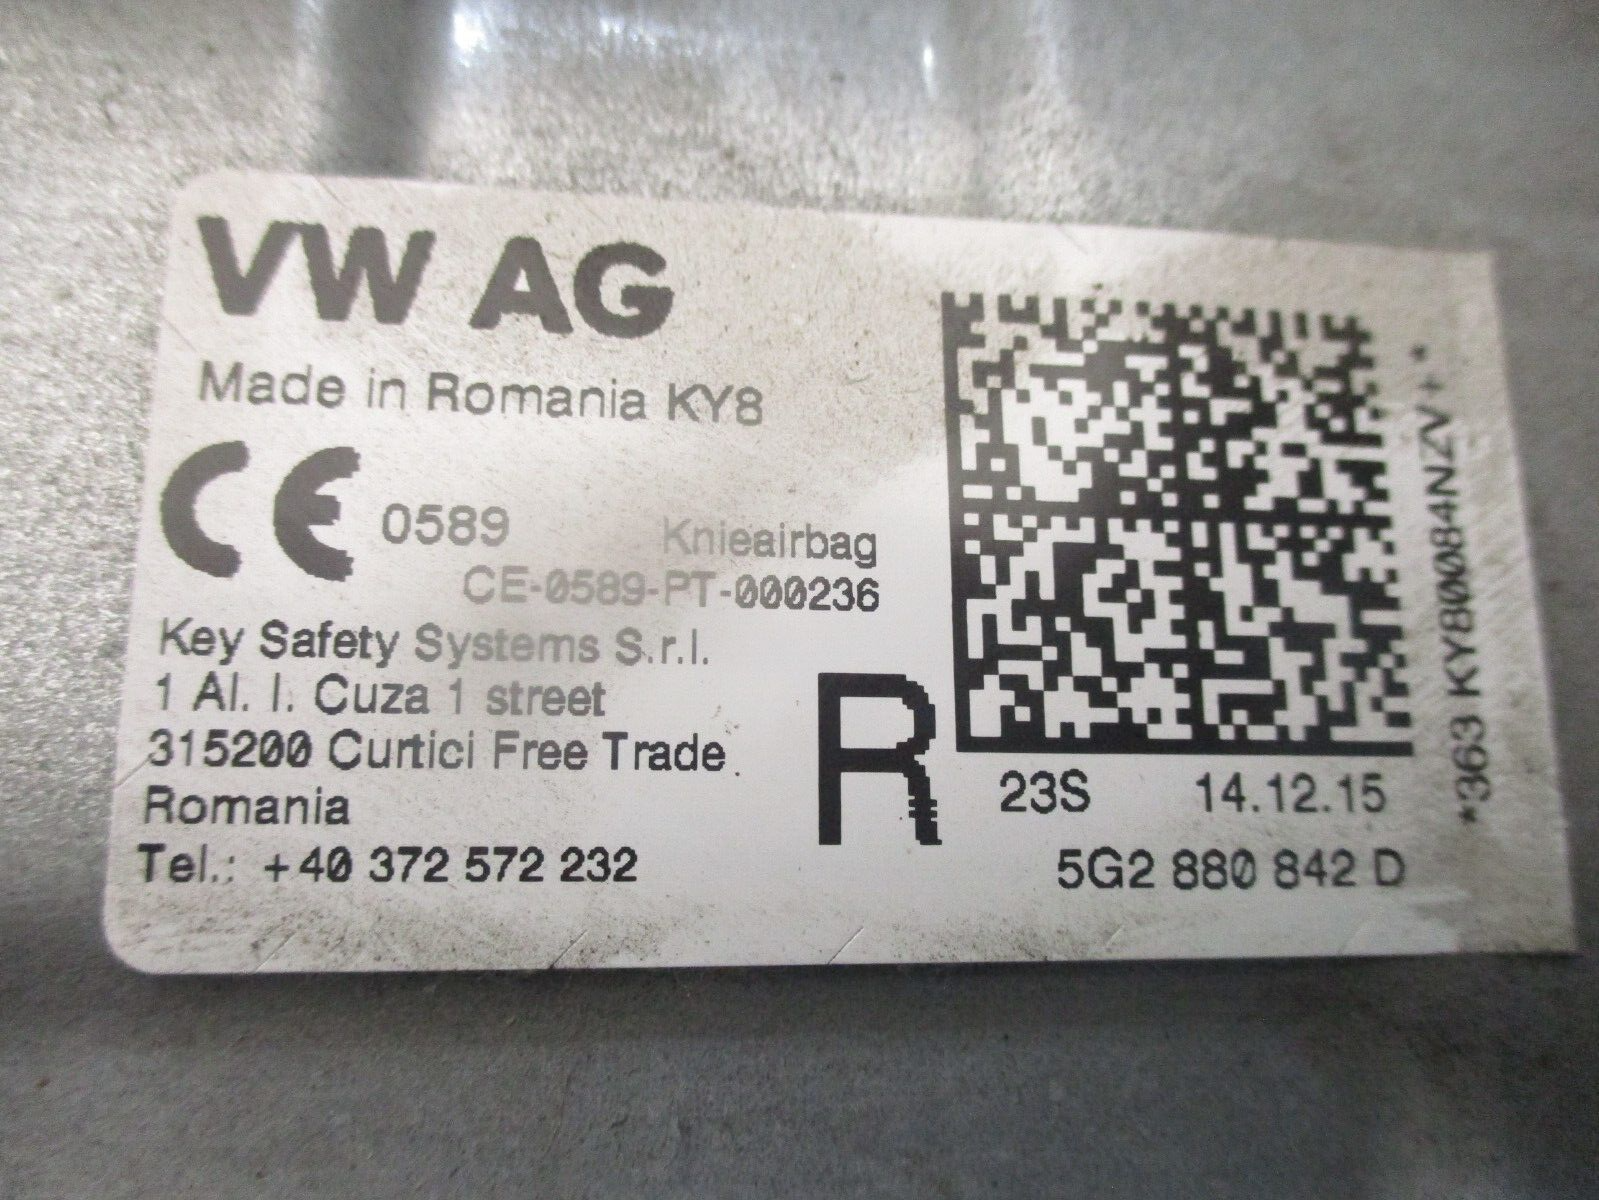 VW AG
Made in Romania KY8
CE 0589 Knieairbag
CE-0589-PT-000236
Key Safety Systems S.r.l.
1 Al. I. Cuza 1 street
315200 Curtici Free Trade
Romania
Tel.: +40 372 572 232
R
23S 14.12.15
5G2 880 842 D
*363 KY80084NZV+*